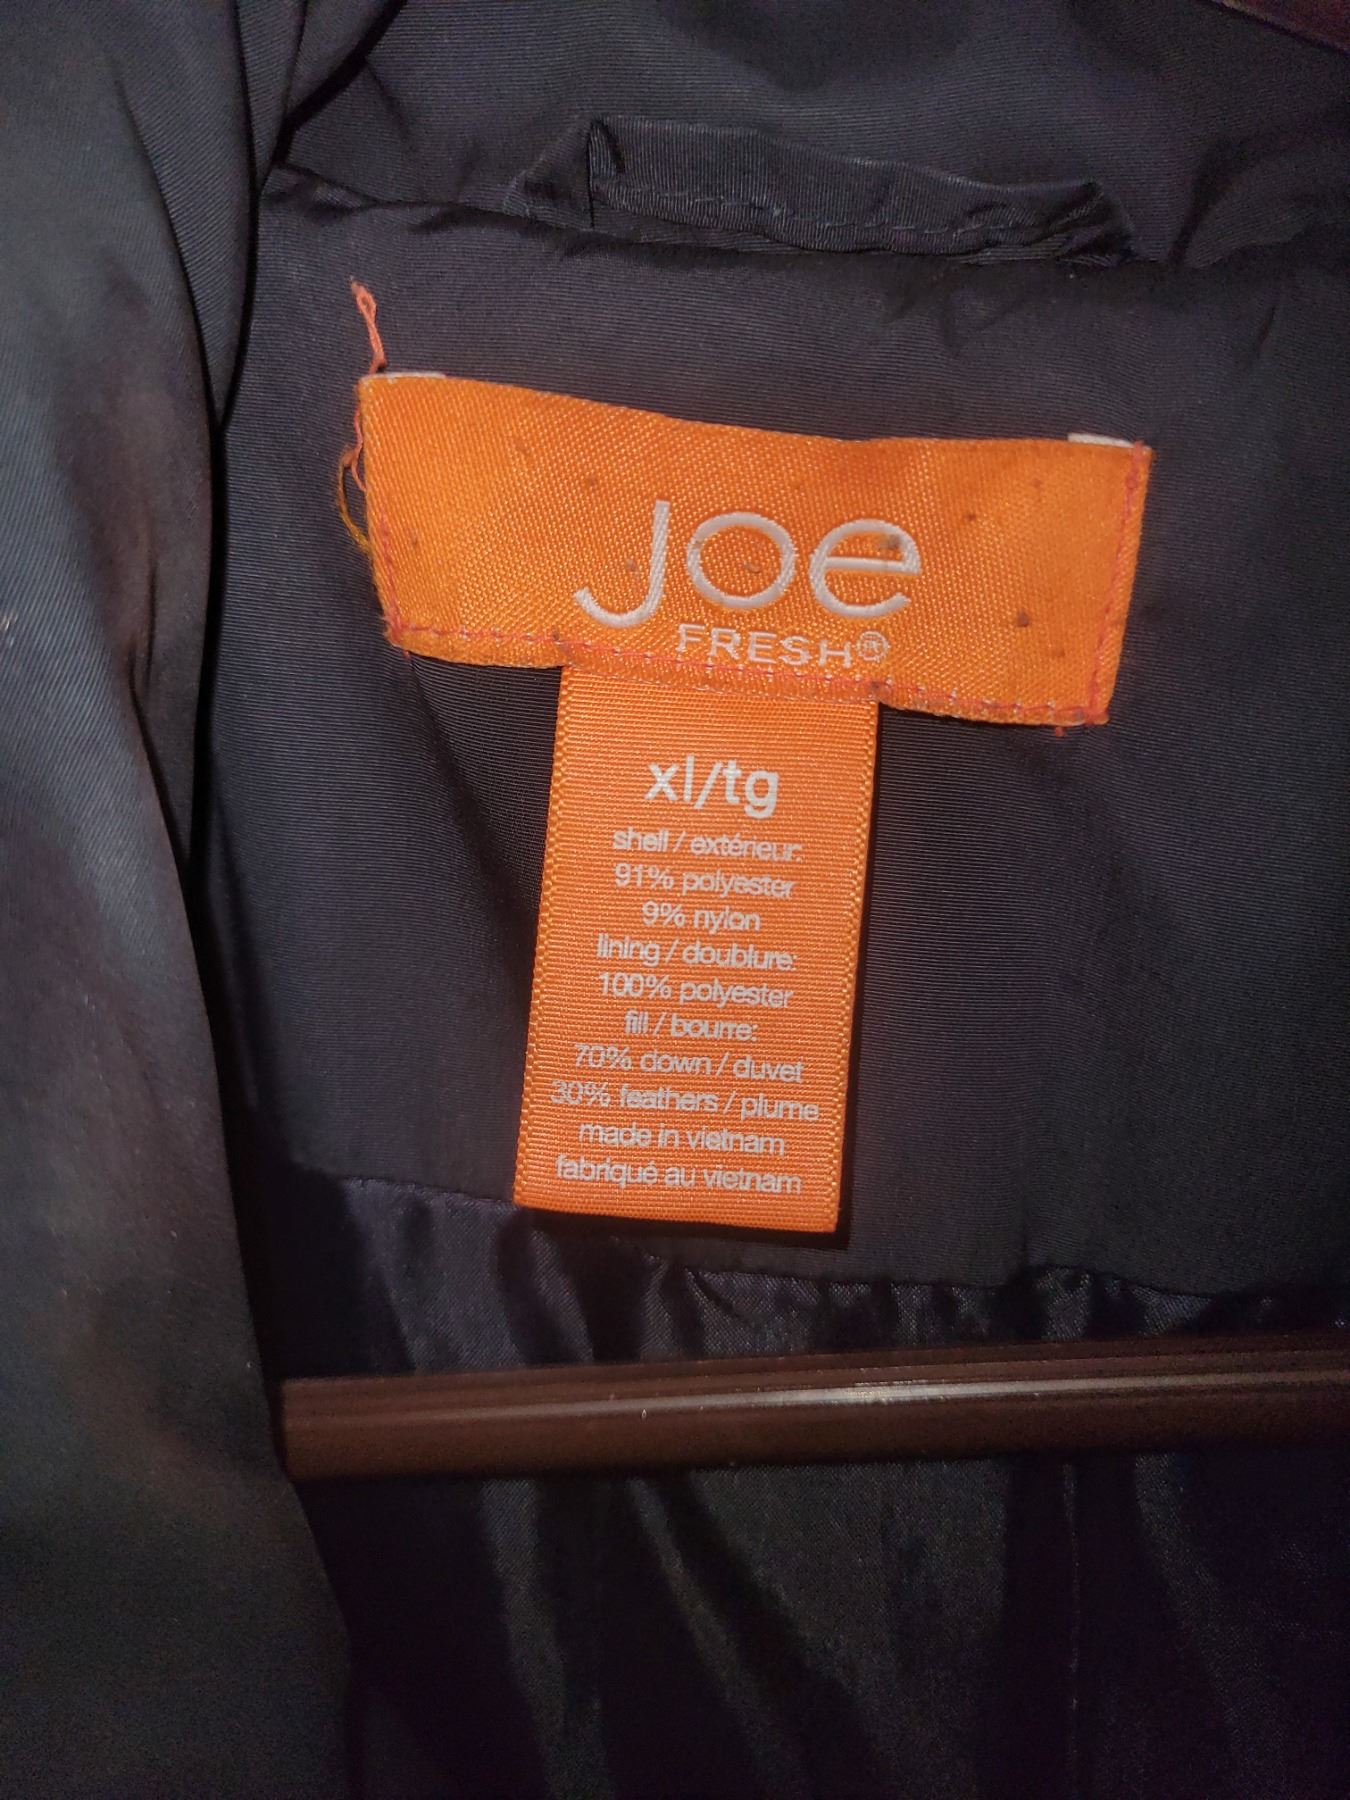 Joe
FRESH®
xl/tg
shell / extérieur:
91% polyester
9% nylon
lining / doublure:
100% polyester
fill / bourre:
70% down / duvet
30% feathers / plume
made in vietnam
fabriqué au vietnam